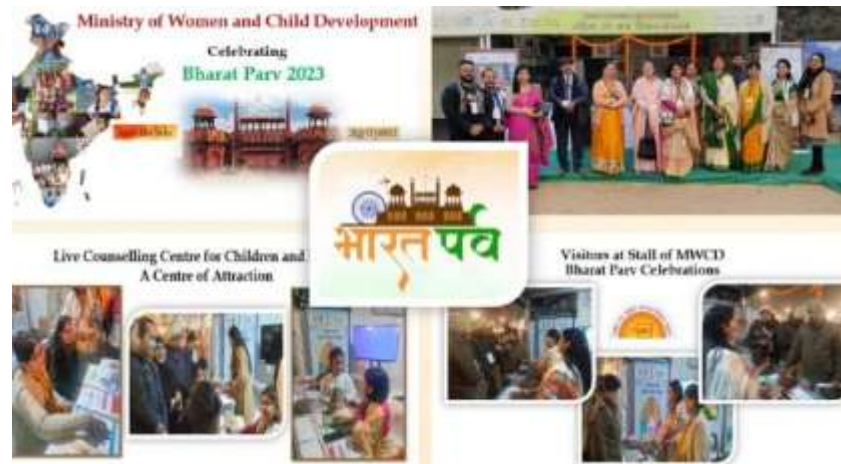 Ministry of Women and Child Development
Celebrating
Bharat Parv 2023
भारत पर्व
Live Counselling Centre for Children and
A Centre of Attraction
Visitors at Stall of MWCD
Bharat Parv Celebrations